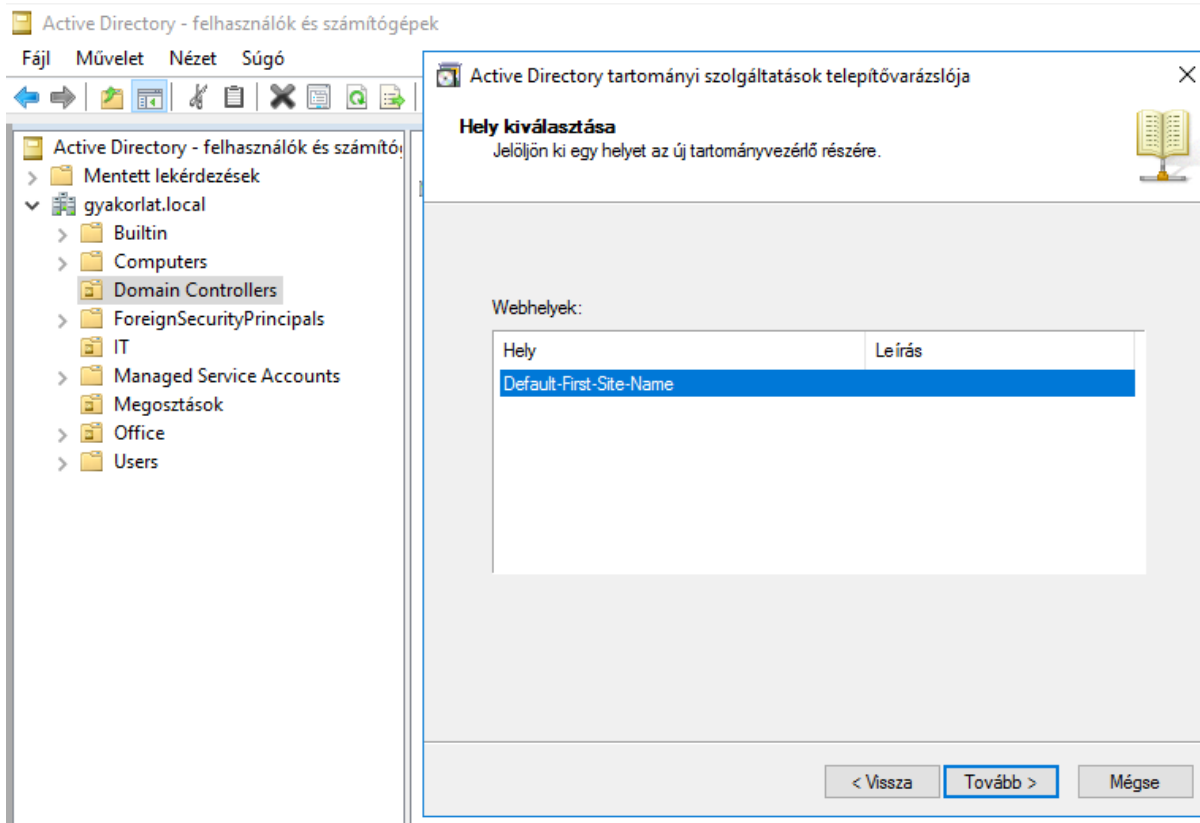 Active Directory - felhasználók és számítógépek
Fájl Művelet Nézet Súgó
Active Directory - felhasználók és számító
Mentett lekérdezések
gyakorlat.local
Builtin
Computers
Domain Controllers
ForeignSecurityPrincipals
IT
Managed Service Accounts
Megosztások
Office
Users
Active Directory tartományi szolgáltatások telepítővarázslója
Hely kiválasztása
Jelöljön ki egy helyet az új tartományvezérlő részére.
Webhelyek:
Hely Leírás
Default-First-Site-Name
< Vissza Tovább > Mégse